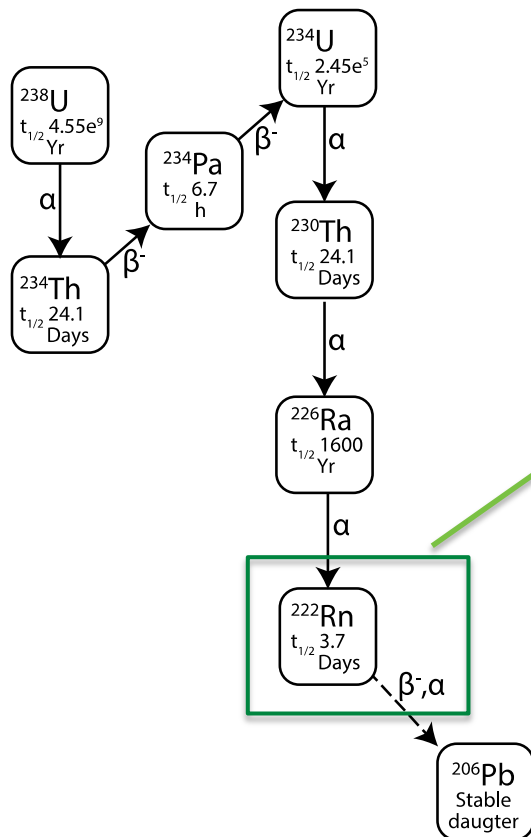 ²³⁸U
t₁/₂ 4.55e⁹
Yr
α
²³⁴Th
t₁/₂ 24.1
Days
β⁻
²³⁴Pa
t₁/₂ 6.7
h
β⁻
²³⁴U
t₁/₂ 2.45e⁵
Yr
α
²³⁰Th
t₁/₂ 24.1
Days
α
²²⁶Ra
t₁/₂ 1600
Yr
α
²²²Rn
t₁/₂ 3.7
Days
β⁻,α
²⁰⁶Pb
Stable
daugter